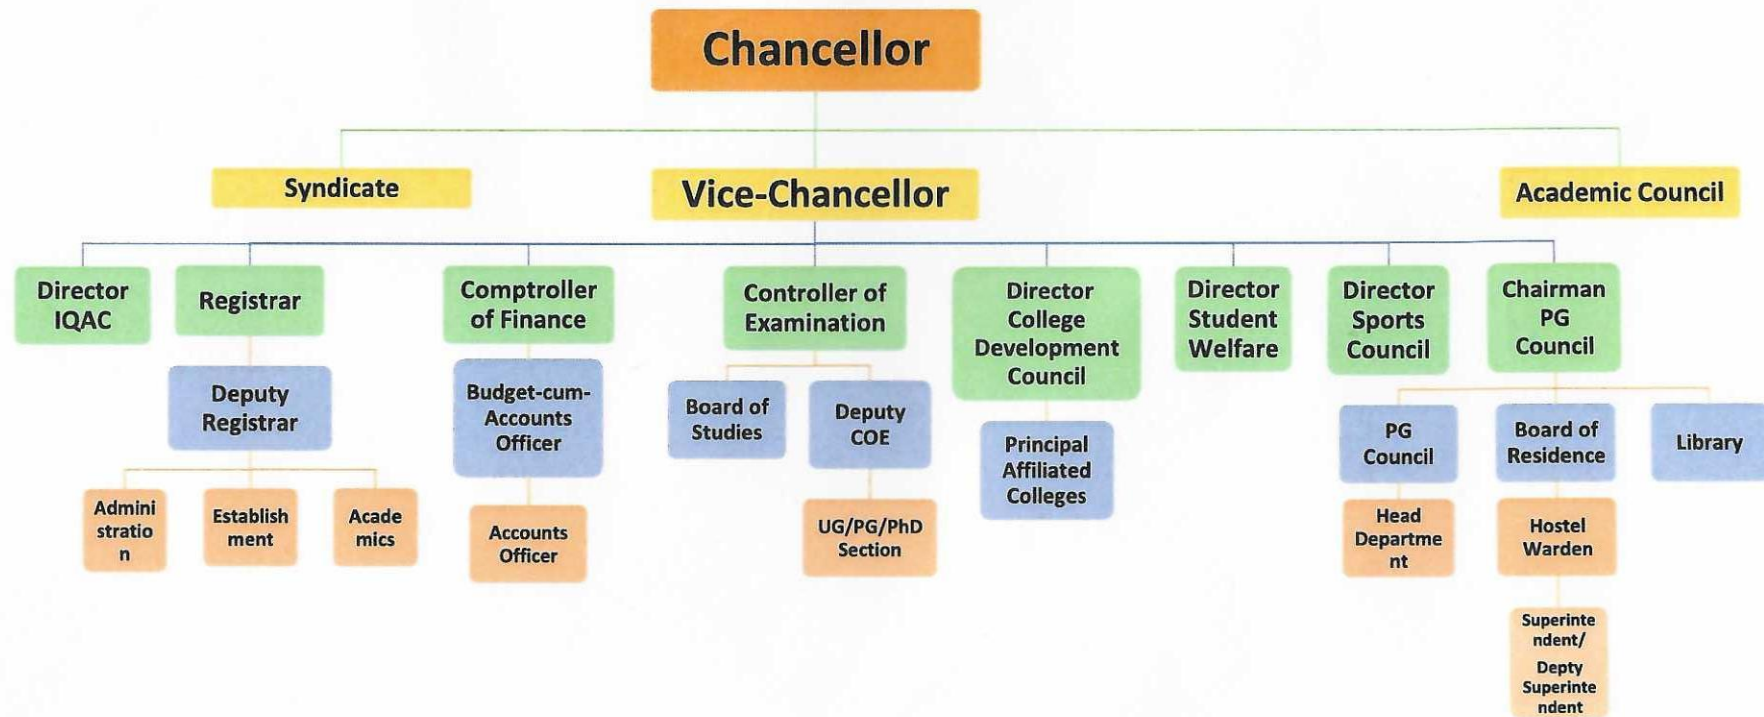 Chancellor
Syndicate
Vice-Chancellor
Academic Council
Director
IQAC
Registrar
Comptroller
of Finance
Controller of
Examination
Director
College
Development
Council
Director
Student
Welfare
Director
Sports
Council
Chairman
PG
Council
Deputy
Registrar
Budget-cum-
Accounts
Officer
Board of
Studies
Deputy
COE
Principal
Affiliated
Colleges
PG
Council
Board of
Residence
Library
Admini
stratio
n
Establish
ment
Acade
mics
Accounts
Officer
UG/PG/PhD
Section
Head
Departme
nt
Hostel
Warden
Superinte
ndent/
Depty
Superinte
ndent